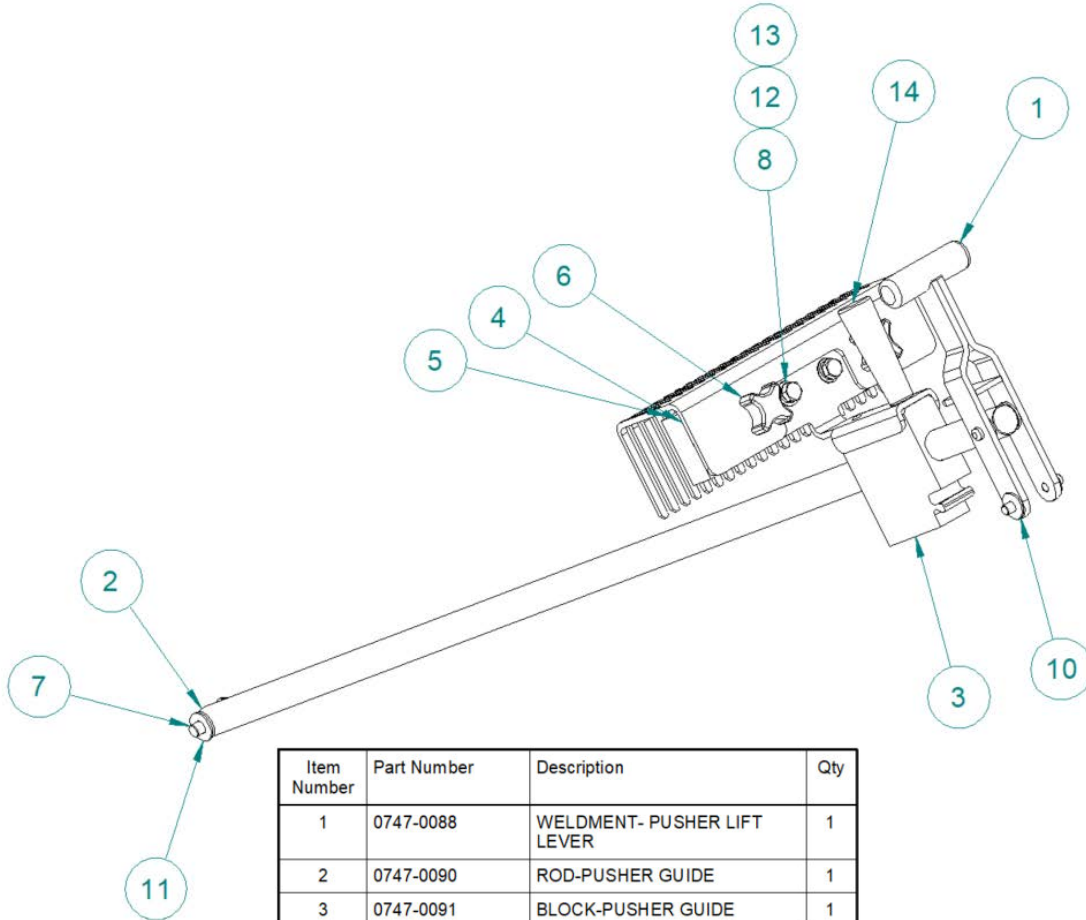 13
12
14
1
8
6
4
5
2
7
3
10
11
Item Number Part Number Description Qty
1 0747-0088 WELDMENT- PUSHER LIFT
LEVER 1
2 0747-0090 ROD-PUSHER GUIDE 1
3 0747-0091 BLOCK-PUSHER GUIDE 1